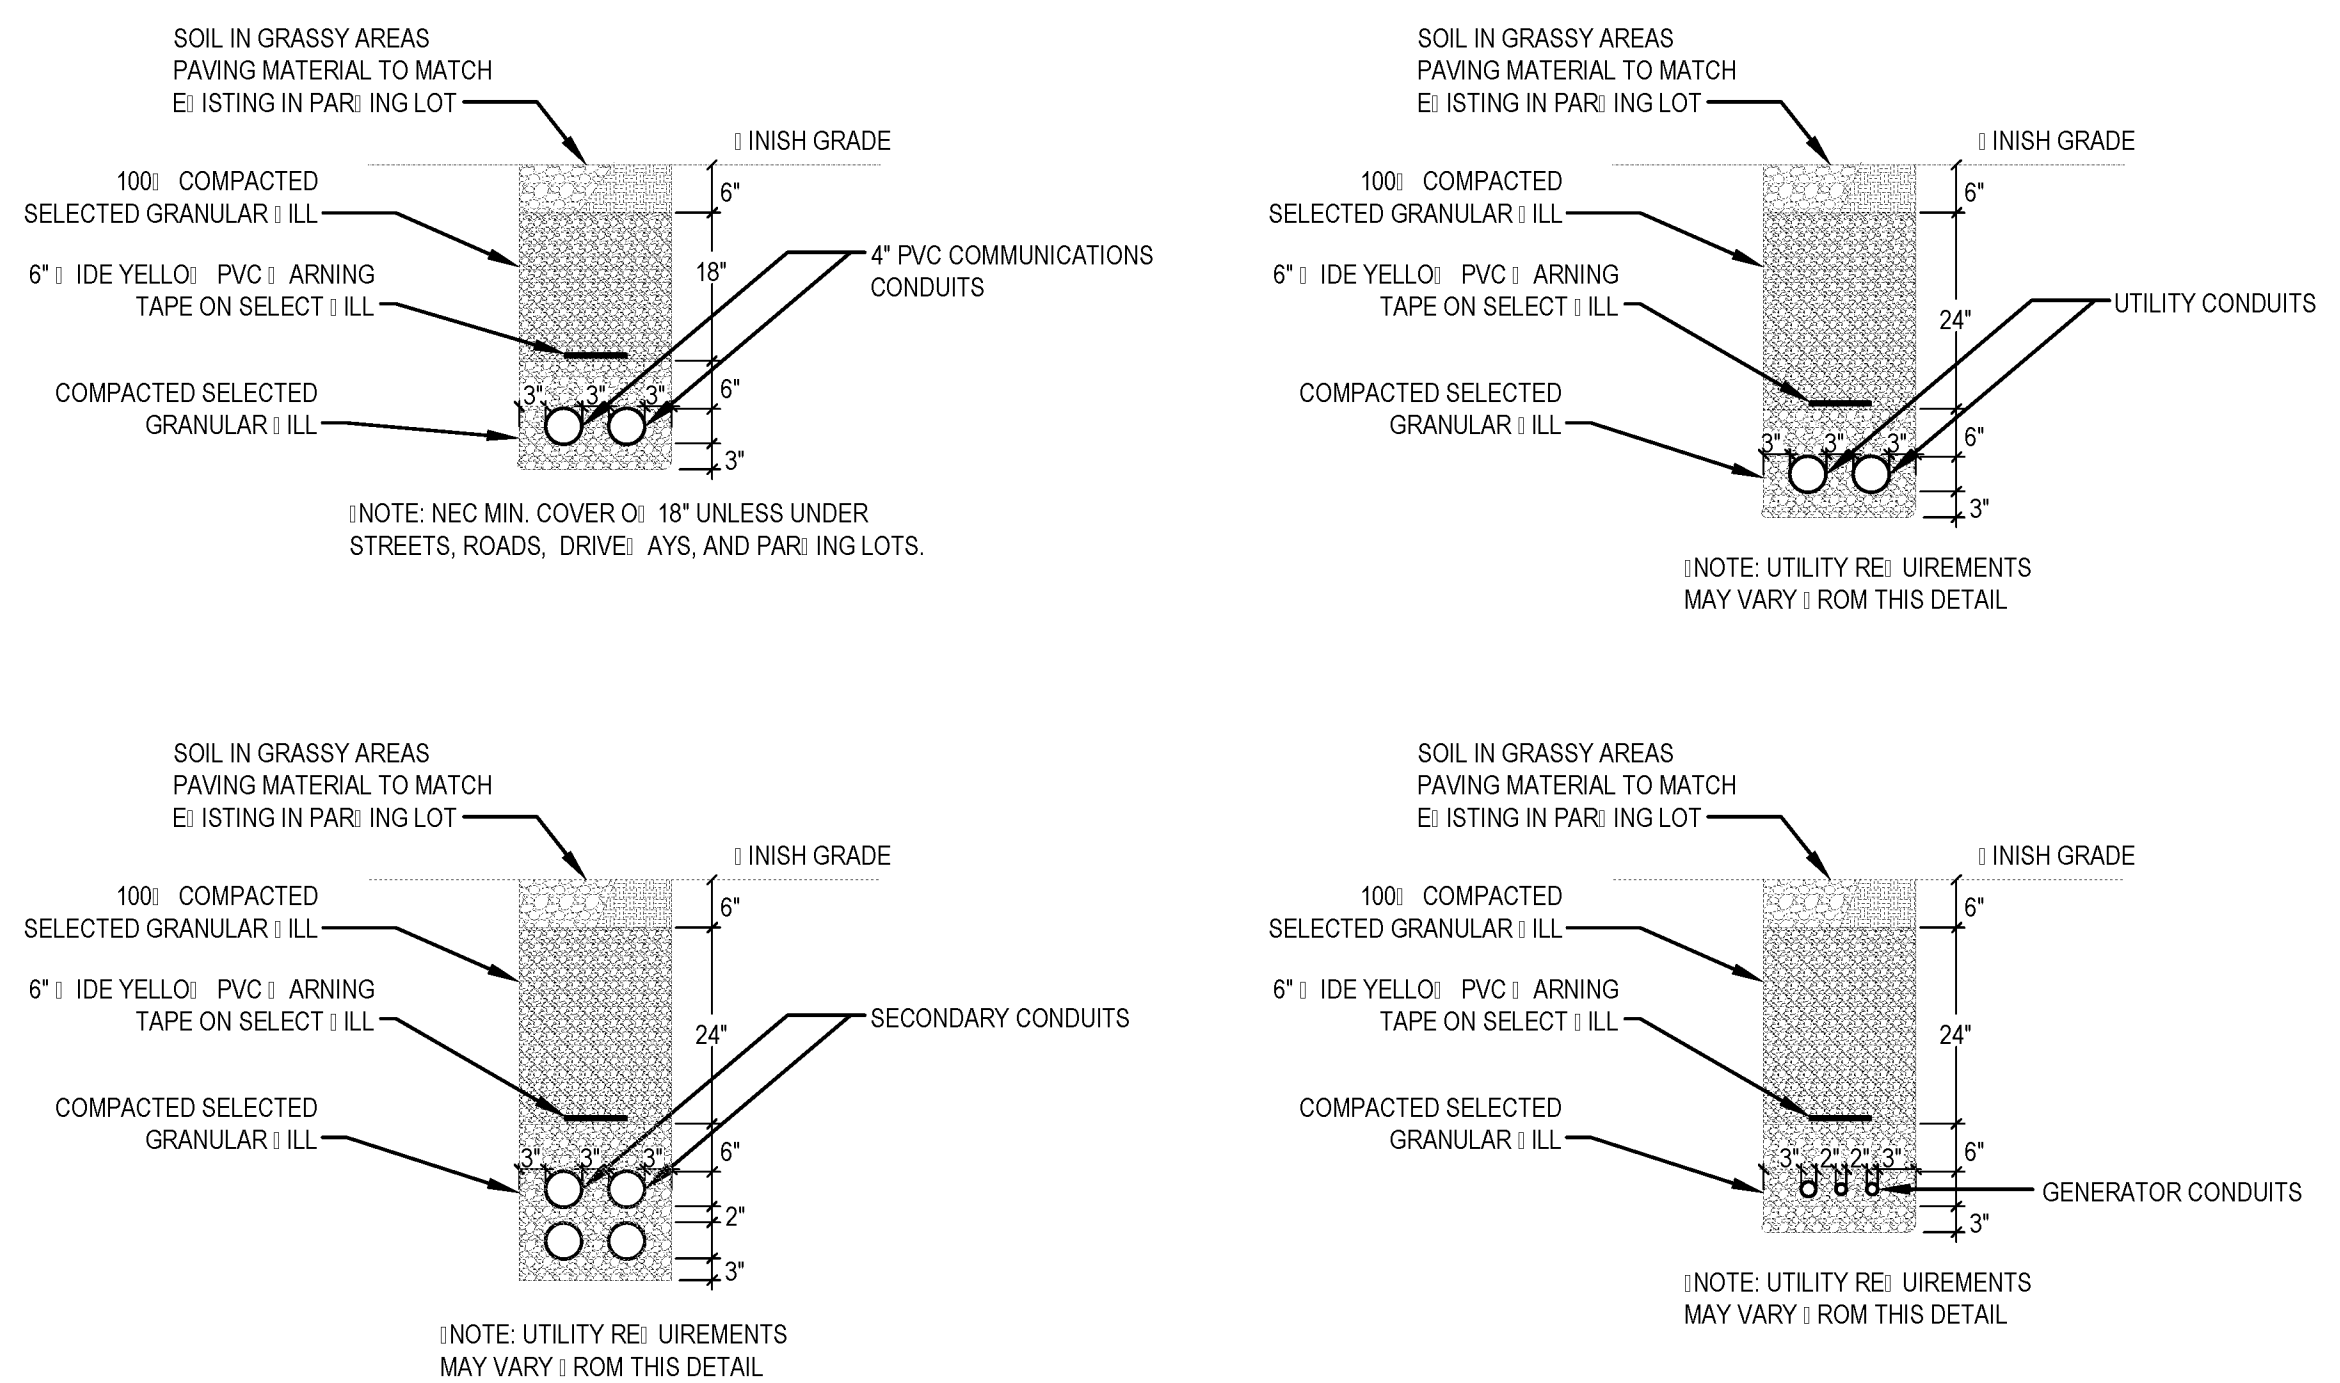 SOIL IN GRASSY AREAS
PAVING MATERIAL TO MATCH
E▯ISTING IN PAR▯ING LOT
▯INISH GRADE
100▯ COMPACTED
SELECTED GRANULAR ▯ILL
6"
6" ▯IDE YELLO▯ PVC ▯ARNING
TAPE ON SELECT ▯ILL
18"
4" PVC COMMUNICATIONS
CONDUITS
COMPACTED SELECTED
GRANULAR ▯ILL
3" 3" 3"
6"
3"
▯NOTE: NEC MIN. COVER O▯ 18" UNLESS UNDER
STREETS, ROADS, DRIVE▯AYS, AND PAR▯ING LOTS.
SOIL IN GRASSY AREAS
PAVING MATERIAL TO MATCH
E▯ISTING IN PAR▯ING LOT
▯INISH GRADE
100▯ COMPACTED
SELECTED GRANULAR ▯ILL
6"
6" ▯IDE YELLO▯ PVC ▯ARNING
TAPE ON SELECT ▯ILL
24"
UTILITY CONDUITS
COMPACTED SELECTED
GRANULAR ▯ILL
3" 3" 3"
6"
3"
▯NOTE: UTILITY RE▯UIREMENTS
MAY VARY ▯ROM THIS DETAIL
SOIL IN GRASSY AREAS
PAVING MATERIAL TO MATCH
E▯ISTING IN PAR▯ING LOT
▯INISH GRADE
100▯ COMPACTED
SELECTED GRANULAR ▯ILL
6"
6" ▯IDE YELLO▯ PVC ▯ARNING
TAPE ON SELECT ▯ILL
24"
SECONDARY CONDUITS
COMPACTED SELECTED
GRANULAR ▯ILL
3" 3" 3"
6"
2"
3"
▯NOTE: UTILITY RE▯UIREMENTS
MAY VARY ▯ROM THIS DETAIL
SOIL IN GRASSY AREAS
PAVING MATERIAL TO MATCH
E▯ISTING IN PAR▯ING LOT
▯INISH GRADE
100▯ COMPACTED
SELECTED GRANULAR ▯ILL
6"
6" ▯IDE YELLO▯ PVC ▯ARNING
TAPE ON SELECT ▯ILL
24"
COMPACTED SELECTED
GRANULAR ▯ILL
3" 2" 2" 3"
6"
GENERATOR CONDUITS
3"
▯NOTE: UTILITY RE▯UIREMENTS
MAY VARY ▯ROM THIS DETAIL